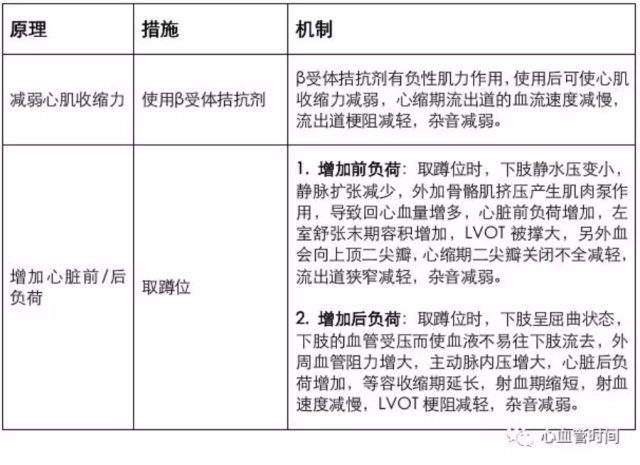 原理 措施 机制
减弱心肌收缩力 使用β受体拮抗剂
β受体拮抗剂有负性肌力作用，使用后可使心肌
收缩力减弱，心缩期流出道的血流速度减慢，
流出道梗阻减轻，杂音减弱。
增加心脏前/后
负荷
取蹲位
1. 增加前负荷：取蹲位时，下肢静水压变小，
静脉扩张减少，外加骨骼肌挤压产生肌肉泵作
用，导致回心血量增多，心脏前负荷增加，左
室舒张末期容积增加，LVOT 被撑大，另外血
会向上顶二尖瓣，心缩期二尖瓣关闭不全减轻，
流出道狭窄减轻，杂音减弱。
2. 增加后负荷：取蹲位时，下肢呈屈曲状态，
下肢的血管受压而使血液不易往下肢流去，外
周血管阻力增大，主动脉内压增大，心脏后负
荷增加，等容收缩期延长，射血期缩短，射血
速度减慢，LVOT 梗阻减轻，杂音减弱。
心血管时间